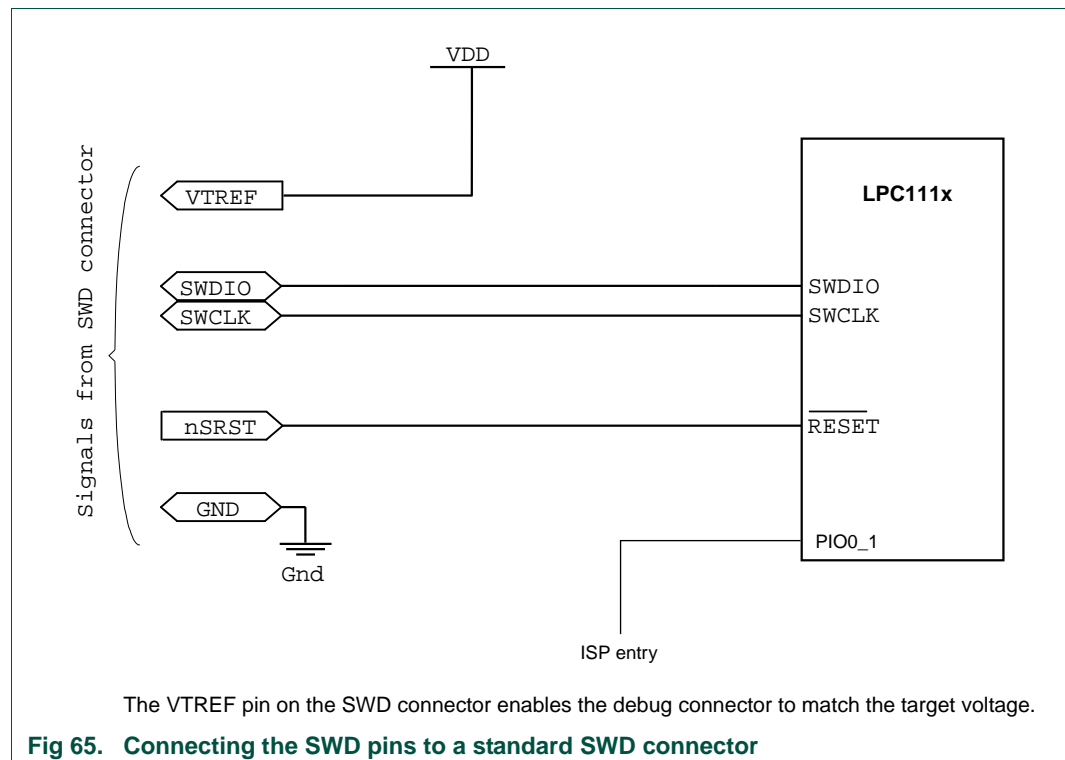 VDD
Signals from SWD connector
VTREF
LPC111x
SWDIO
SWDIO
SWCLK
SWCLK
nSRST
RESET
GND
Gnd
PIO0_1
ISP entry
The VTREF pin on the SWD connector enables the debug connector to match the target voltage.
Fig 65. Connecting the SWD pins to a standard SWD connector